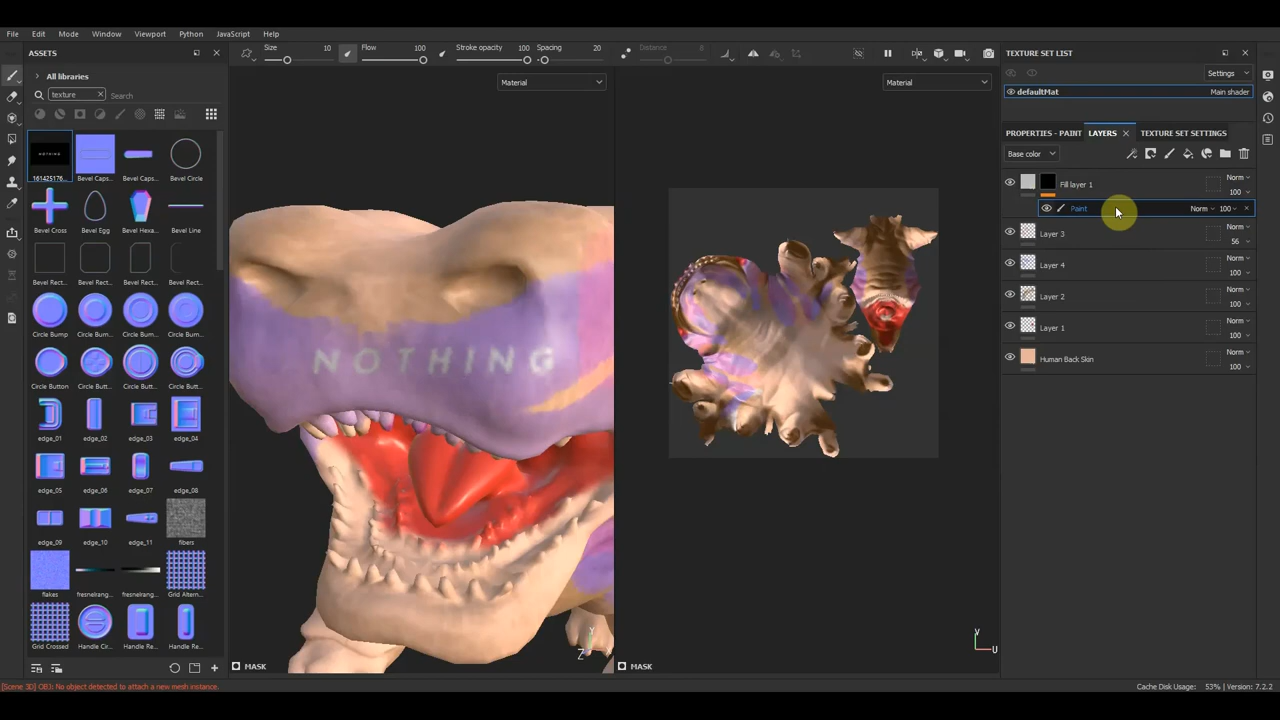 File Edit Mode Window Viewport Python JavaScript Help
ASSETS
Size 10 Flow 100 Stroke opacity 100 Spacing 20 Distance 8
TEXTURE SET LIST
All libraries
texture Search
Material
Material
Settings
defaultMat Main shader
PROPERTIES - PAINT LAYERS TEXTURE SET SETTINGS
Base color
NOTHING
161425176... Bevel Caps... Bevel Caps... Bevel Circle
Fill layer 1 Norm 100
Paint Norm 100
Bevel Cross Bevel Egg Bevel Hexa... Bevel Line
Layer 3 Norm 56
Bevel Rect... Bevel Rect... Bevel Rect... Bevel Rect...
Layer 4 Norm 100
Layer 2 Norm 100
Circle Bump Circle Bum... Circle Bum... Circle Bum...
Layer 1 Norm 100
NOTHING
Human Back Skin Norm 100
Circle Button Circle Butt... Circle Butt... Circle Butt...
edge_01 edge_02 edge_03 edge_04
edge_05 edge_06 edge_07 edge_08
edge_09 edge_10 edge_11 fibers
flakes fresnelrang... fresnelrang... Grid Altern...
Grid Crossed Handle Cir... Handle Re... Handle Re...
Y
Z
V
U
MASK
MASK
[Scene 3D] OBJ: No object detected to attach a new mesh instance.
Cache Disk Usage: 53% | Version: 7.2.2